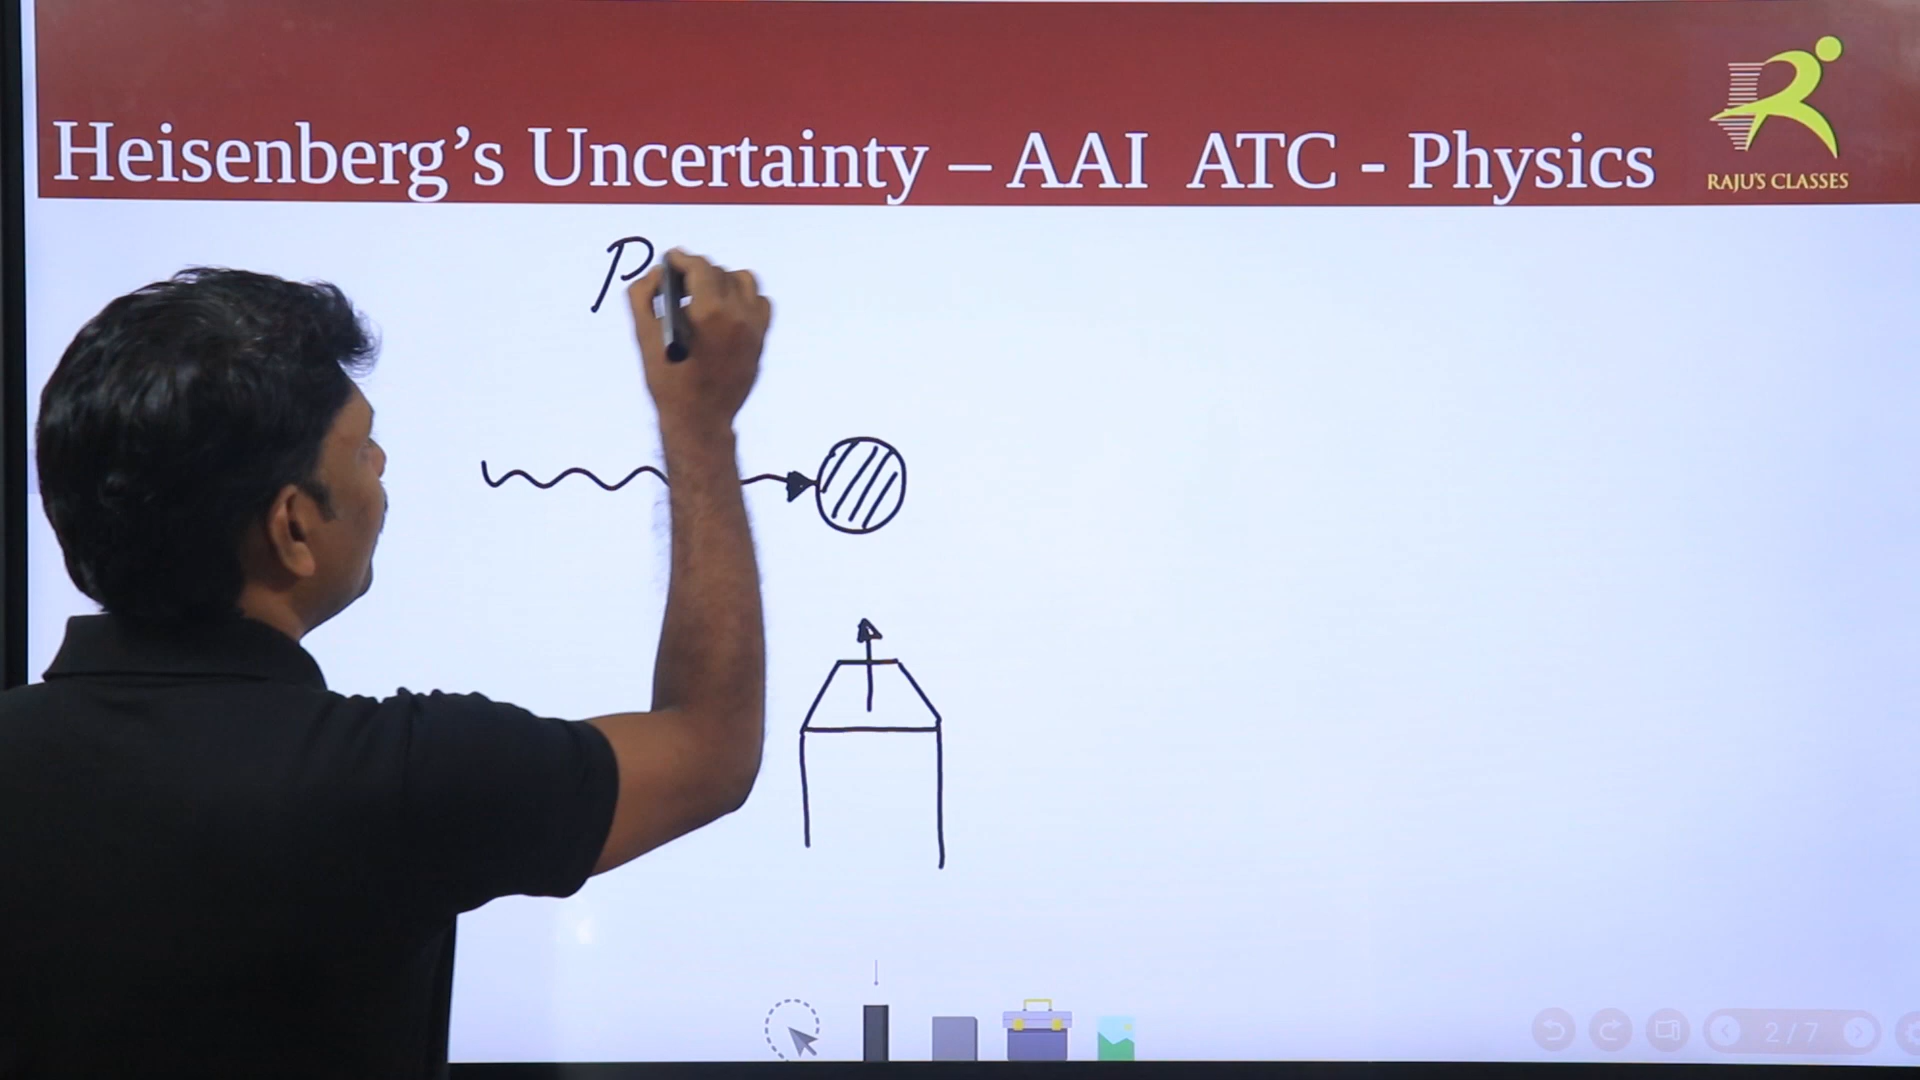 Heisenberg’s Uncertainty – AAI ATC - Physics
RAJU'S CLASSES
P
2/7